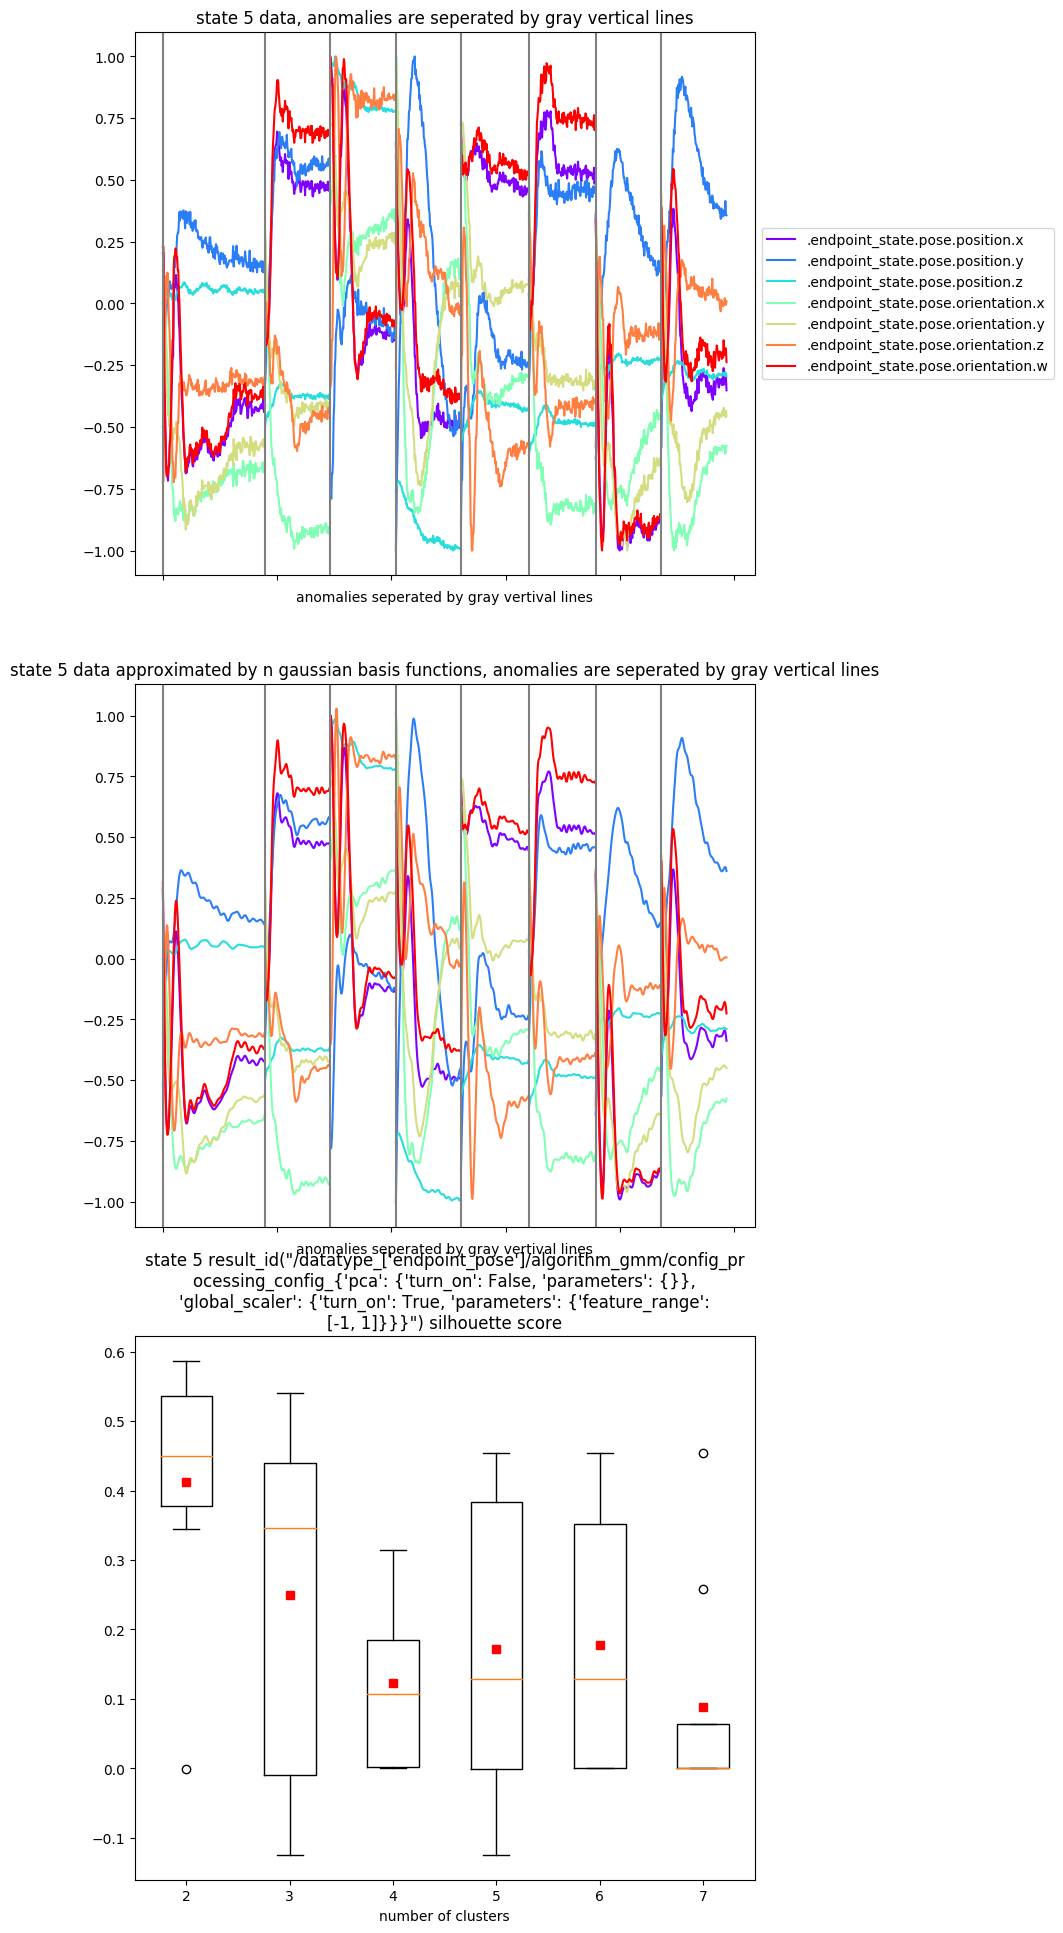 state 5 data, anomalies are seperated by gray vertical lines
1.00
0.75
0.50
0.25
0.00
−0.25
−0.50
−0.75
−1.00
.endpoint_state.pose.position.x
.endpoint_state.pose.position.y
.endpoint_state.pose.position.z
.endpoint_state.pose.orientation.x
.endpoint_state.pose.orientation.y
.endpoint_state.pose.orientation.z
.endpoint_state.pose.orientation.w
anomalies seperated by gray vertival lines
state 5 data approximated by n gaussian basis functions, anomalies are seperated by gray vertical lines
1.00
0.75
0.50
0.25
0.00
−0.25
−0.50
−0.75
−1.00
anomalies seperated by gray vertical lines
state 5 result_id("/datatype_['endpoint_pose']/algorithm_gmm/config_pr
ocessing_config_{'pca': {'turn_on': False, 'parameters': {}},
'global_scaler': {'turn_on': True, 'parameters': {'feature_range':
[-1, 1]}}}") silhouette score
0.6
0.5
0.4
0.3
0.2
0.1
0.0
−0.1
2 3 4 5 6 7
number of clusters